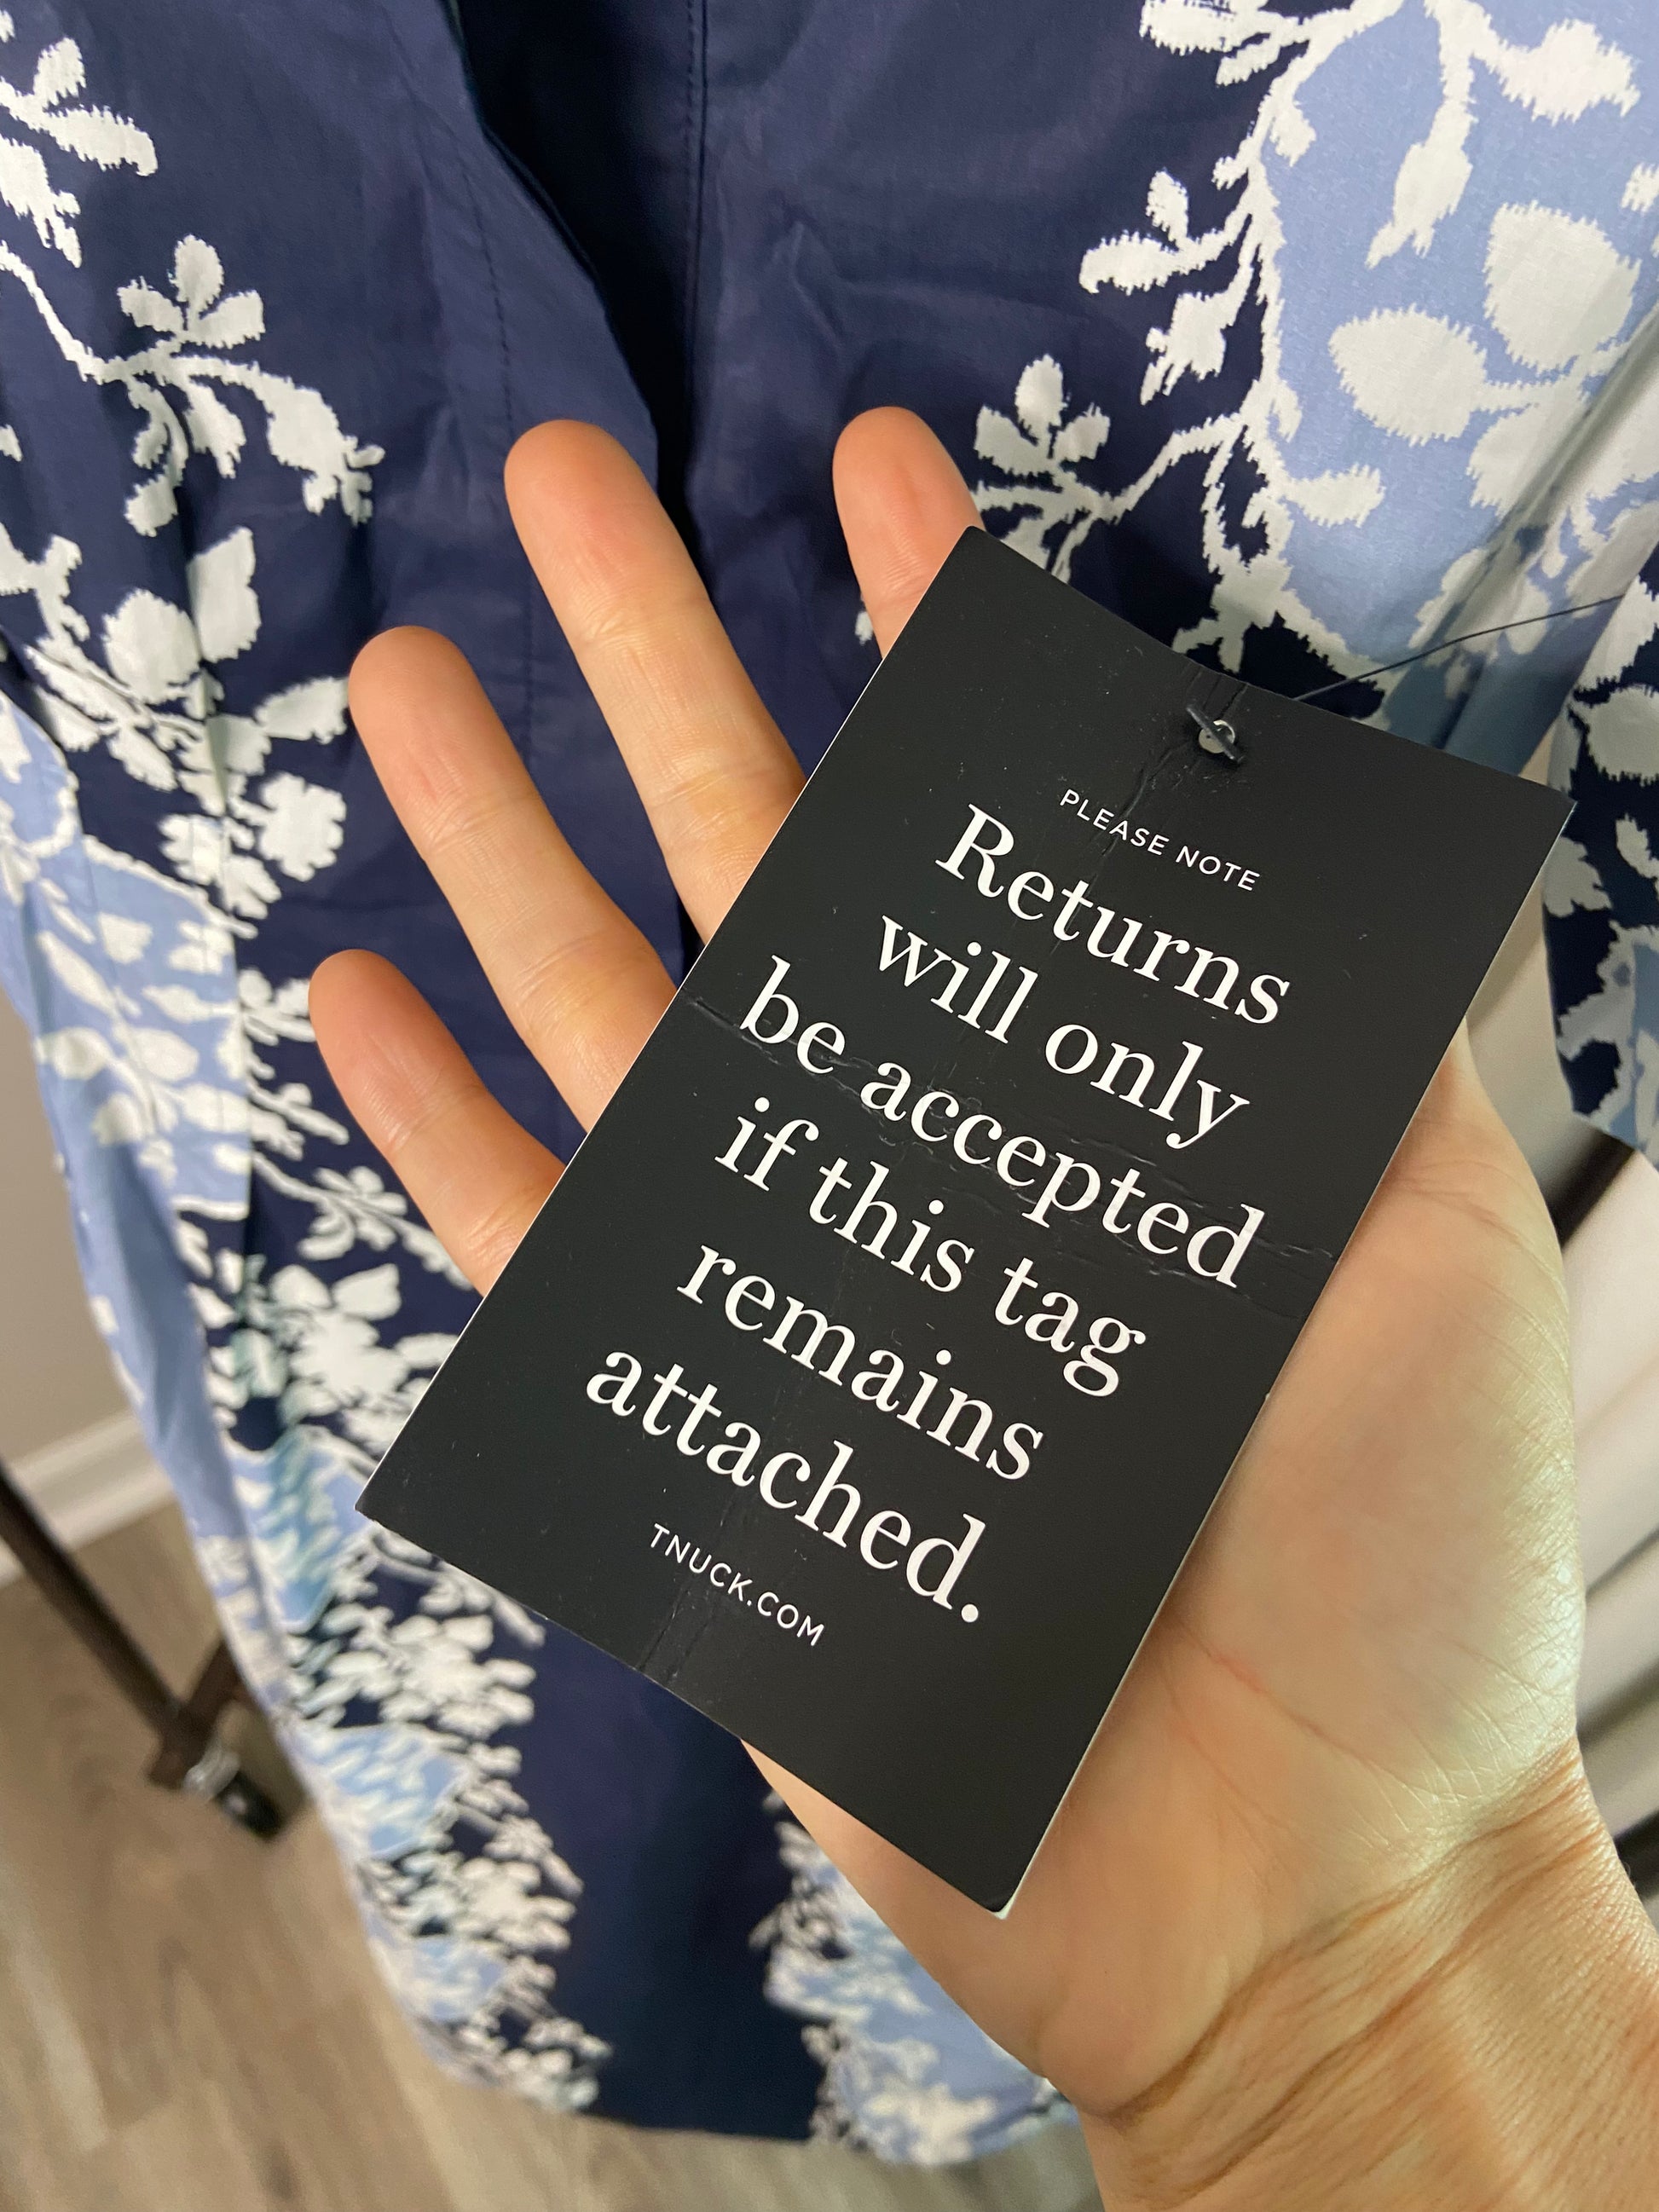 PLEASE NOTE
Returns
will only
be accepted
if this tag
remains
attached.
TNUCK.COM